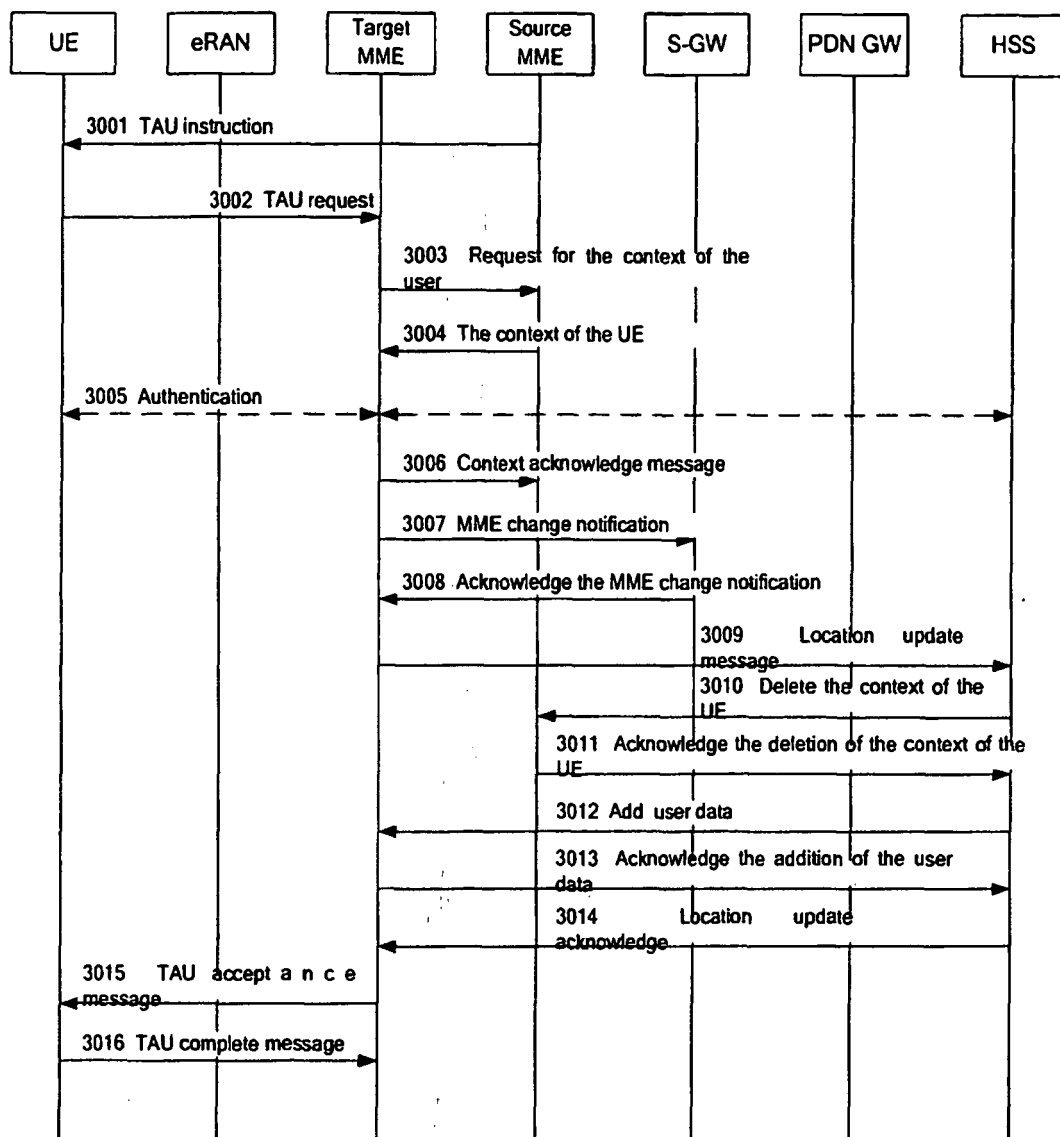 UE
eRAN
Target
MME
Source
MME
S-GW
PDN GW
HSS
3001 TAU instruction
3002 TAU request
3003 Request for the context of the
user
3004 The context of the UE
3005 Authentication
3006 Context acknowledge message
3007 MME change notification
3008 Acknowledge the MME change notification
3009 Location update
message
3010 Delete the context of the
UE
3011 Acknowledge the deletion of the context of the
UE
3012 Add user data
3013 Acknowledge the addition of the user
data
3014 Location update
acknowledge
3015 TAU accept a n c e
message
3016 TAU complete message